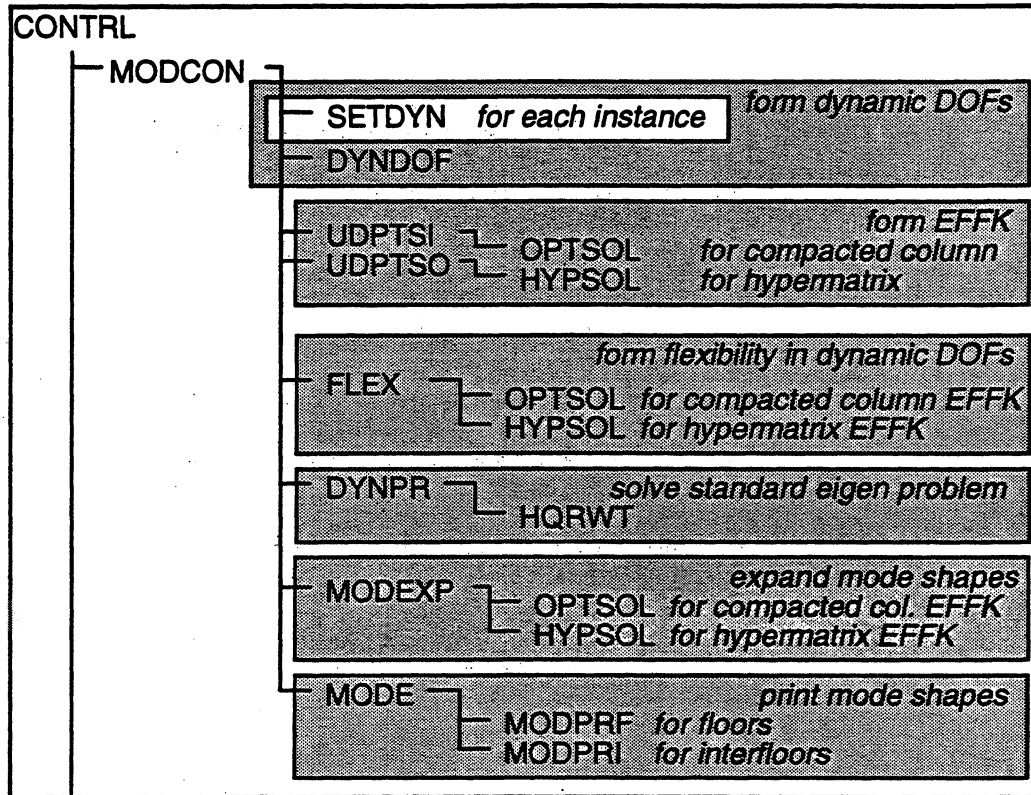 CONTRL
MODCON
form dynamic DOFs
SETDYN for each instance
DYNDOF
form EFFK
UDPTSI OPTSOL for compacted column
UDPTSO HYPSOL for hypermatrix
form flexibility in dynamic DOFs
FLEX
OPTSOL for compacted column EFFK
HYPSOL for hypermatrix EFFK
DYNPR solve standard eigen problem
HQRWT
expand mode shapes
MODEXP
OPTSOL for compacted col. EFFK
HYPSOL for hypermatrix EFFK
MODE print mode shapes
MODPRF for floors
MODPRI for interfloors